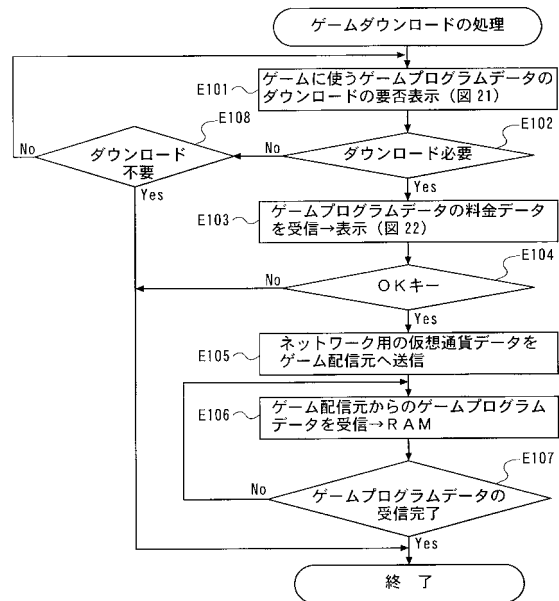 ゲームダウンロードの処理
E101
ゲームに使うゲームプログラムデータの
ダウンロードの要否表示（図21）
E108
E102
No
ダウンロード
不要
No
ダウンロード必要
Yes
Yes
E103
ゲームプログラムデータの料金データ
を受信→表示（図22）
E104
No
OKキー
Yes
E105
ネットワーク用の仮想通貨データを
ゲーム配信元へ送信
E106
ゲーム配信元からのゲームプログラム
データを受信→RAM
E107
No
ゲームプログラムデータの
受信完了
Yes
終 了